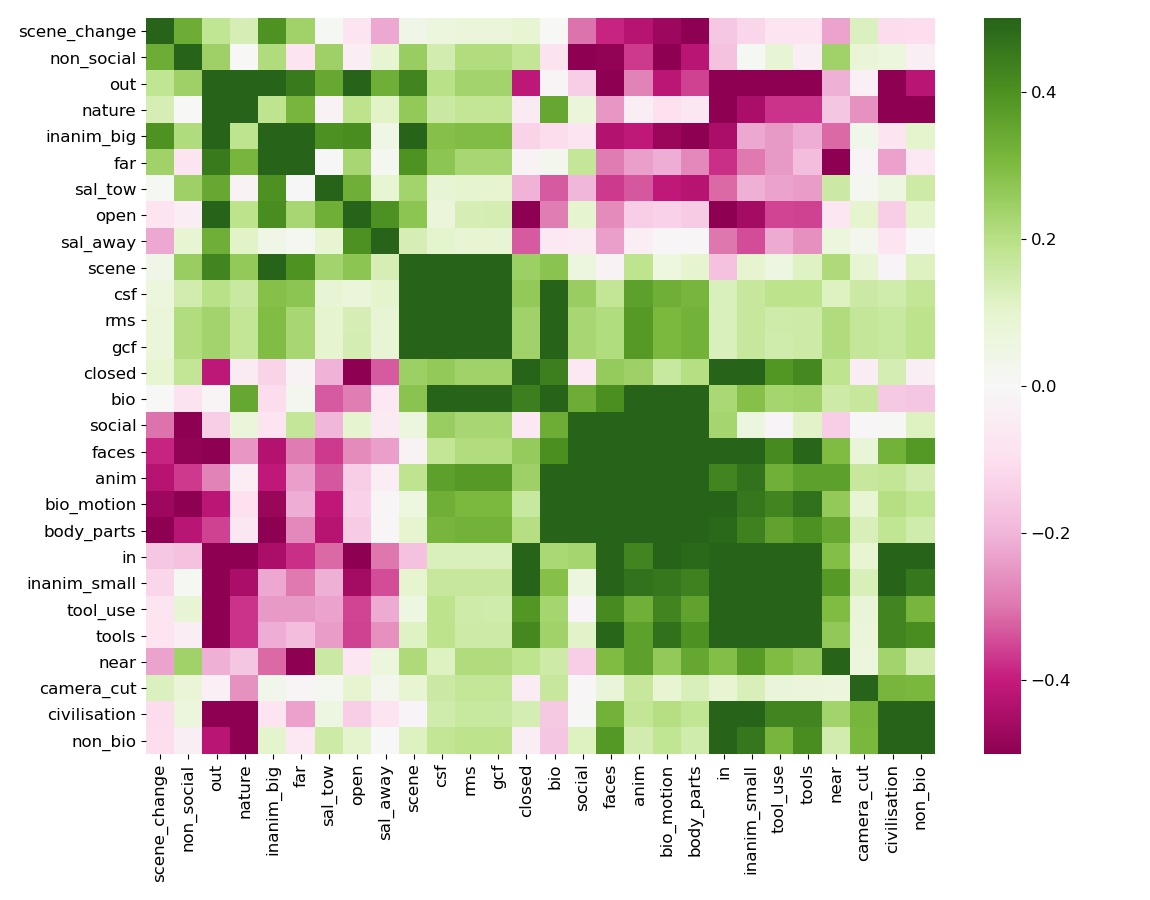 scene_change
non_social
out
nature
inanim_big
far
sal_tow
open
sal_away
scene
csf
rms
gcf
closed
bio
social
faces
anim
bio_motion
body_parts
in
inanim_small
tool_use
tools
near
camera_cut
civilisation
non_bio
scene_change
non_social
out
nature
inanim_big
far
sal_tow
open
sal_away
scene
csf
rms
gcf
closed
bio
social
faces
anim
bio_motion
body_parts
in
inanim_small
tool_use
tools
near
camera_cut
civilisation
non_bio
0.4
0.2
0.0
−0.2
−0.4